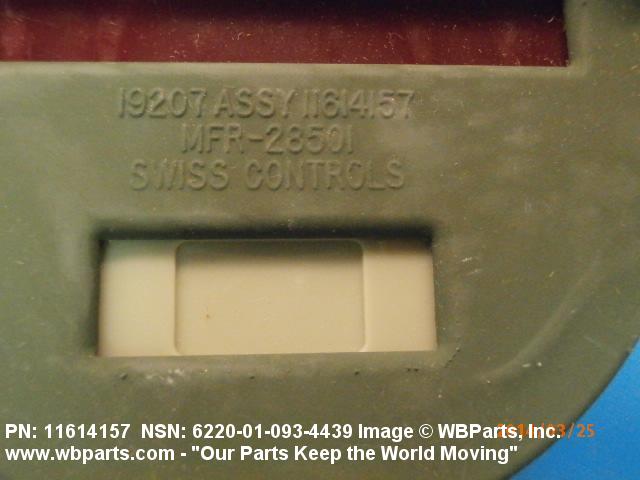 19207 ASSY 11614157
MFR-28501
SWISS CONTROLS
PN: 11614157 NSN: 6220-01-093-4439 Image © WBParts, Inc.
www.wbparts.com - "Our Parts Keep the World Moving"